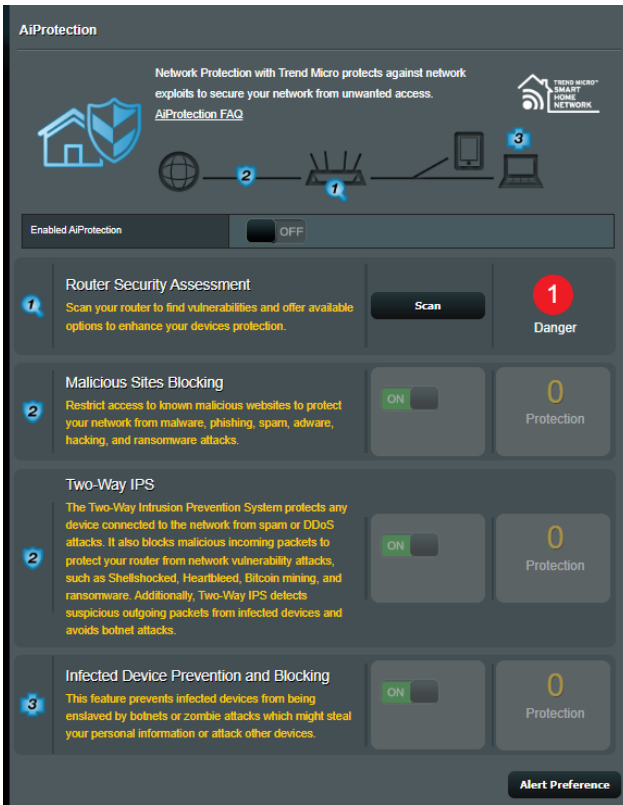 AiProtection
Network Protection with Trend Micro protects against network
exploits to secure your network from unwanted access.
AiProtection FAQ
TREND MICRO™
SMART
HOME
NETWORK
3
2
1
Enabled AiProtection
OFF
1
Router Security Assessment
Scan your router to find vulnerabilities and offer available
options to enhance your devices protection.
Scan
1
Danger
2
Malicious Sites Blocking
Restrict access to known malicious websites to protect
your network from malware, phishing, spam, adware,
hacking, and ransomware attacks.
ON
0
Protection
2
Two-Way IPS
The Two-Way Intrusion Prevention System protects any
device connected to the network from spam or DDoS
attacks. It also blocks malicious incoming packets to
protect your router from network vulnerability attacks,
such as Shellshocked, Heartbleed, Bitcoin mining, and
ransomware. Additionally, Two-Way IPS detects
suspicious outgoing packets from infected devices and
avoids botnet attacks.
ON
0
Protection
3
Infected Device Prevention and Blocking
This feature prevents infected devices from being
enslaved by botnets or zombie attacks which might steal
your personal information or attack other devices.
ON
0
Protection
Alert Preference